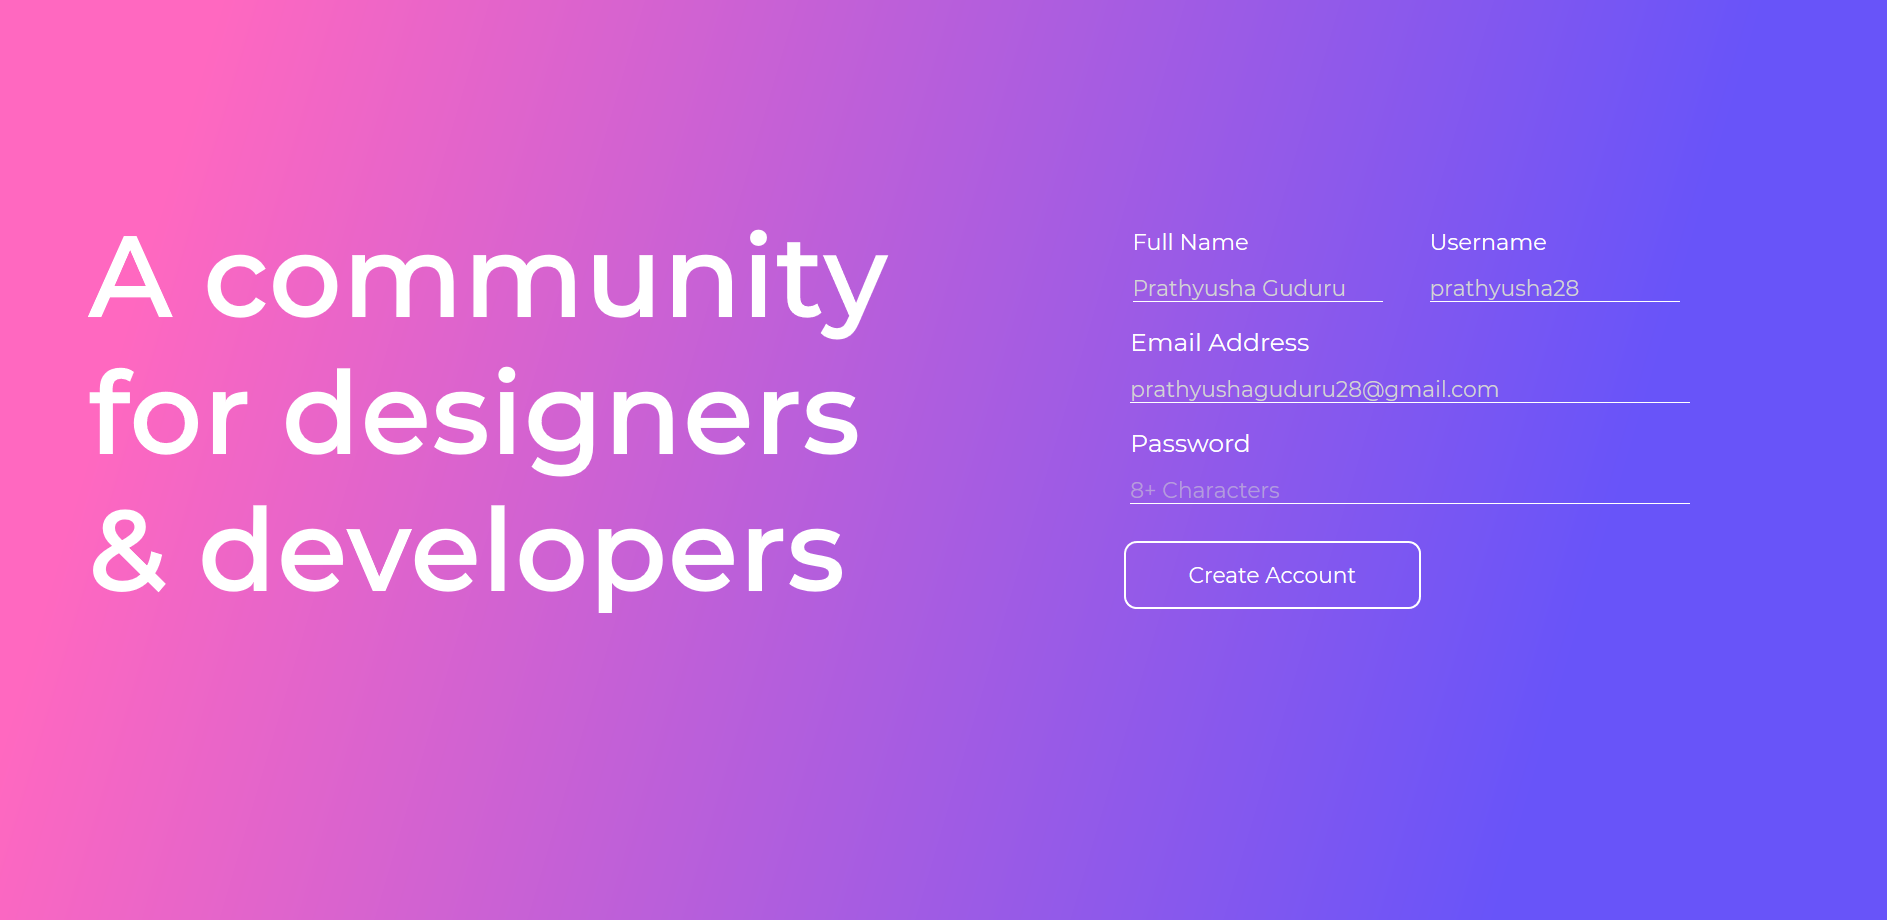 A community
for designers
& developers
Full Name
Username
Prathyusha Guduru
prathyusha28
Email Address
prathyushaguduru28@gmail.com
Password
8+ Characters
Create Account